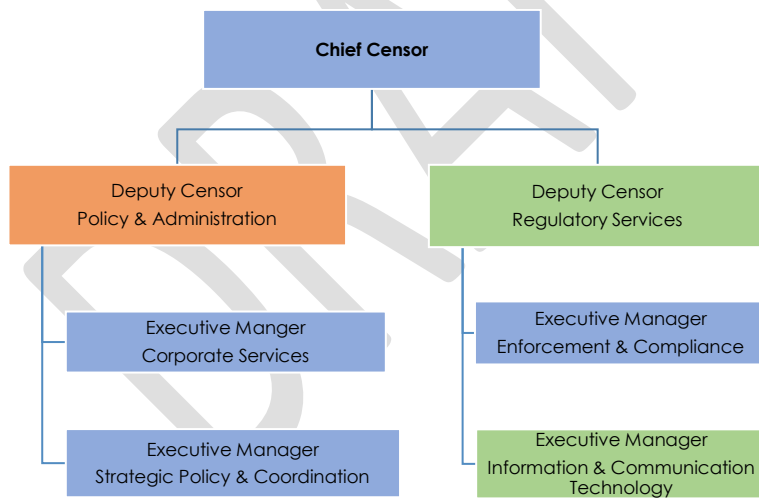 Chief Censor
Deputy Censor
Policy & Administration
Deputy Censor
Regulatory Services
Executive Manger
Corporate Services
Executive Manager
Enforcement & Compliance
Executive Manager
Strategic Policy & Coordination
Executive Manager
Information & Communication
Technology